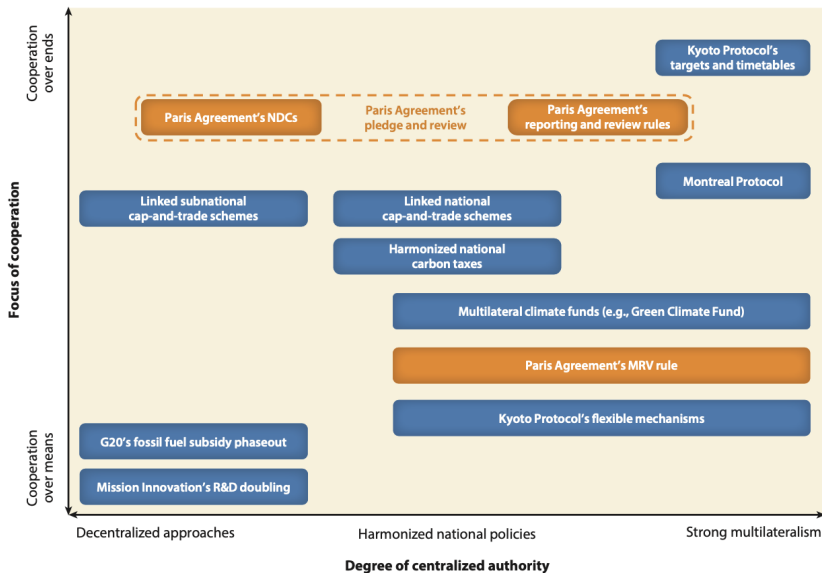 Cooperation
over ends
Focus of cooperation
Cooperation
over means
Kyoto Protocol's
targets and timetables
Paris Agreement's NDCs
Paris Agreement's
pledge and review
Paris Agreement's
reporting and review rules
Montreal Protocol
Linked subnational
cap-and-trade schemes
Linked national
cap-and-trade schemes
Harmonized national
carbon taxes
Multilateral climate funds (e.g., Green Climate Fund)
Paris Agreement's MRV rule
Kyoto Protocol's flexible mechanisms
G20's fossil fuel subsidy phaseout
Mission Innovation's R&D doubling
Decentralized approaches
Harmonized national policies
Strong multilateralism
Degree of centralized authority